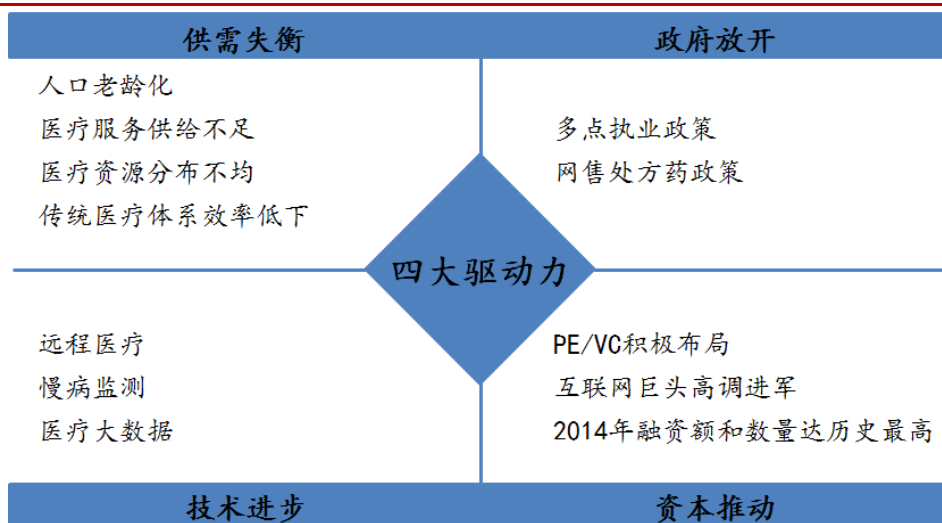 供需失衡
政府放开
人口老龄化
医疗服务供给不足
医疗资源分布不均
传统医疗体系效率低下
多点执业政策
网售处方药政策
四大驱动力
远程医疗
慢病监测
医疗大数据
PE/VC积极布局
互联网巨头高调进军
2014年融资额和数量达历史最高
技术进步
资本推动